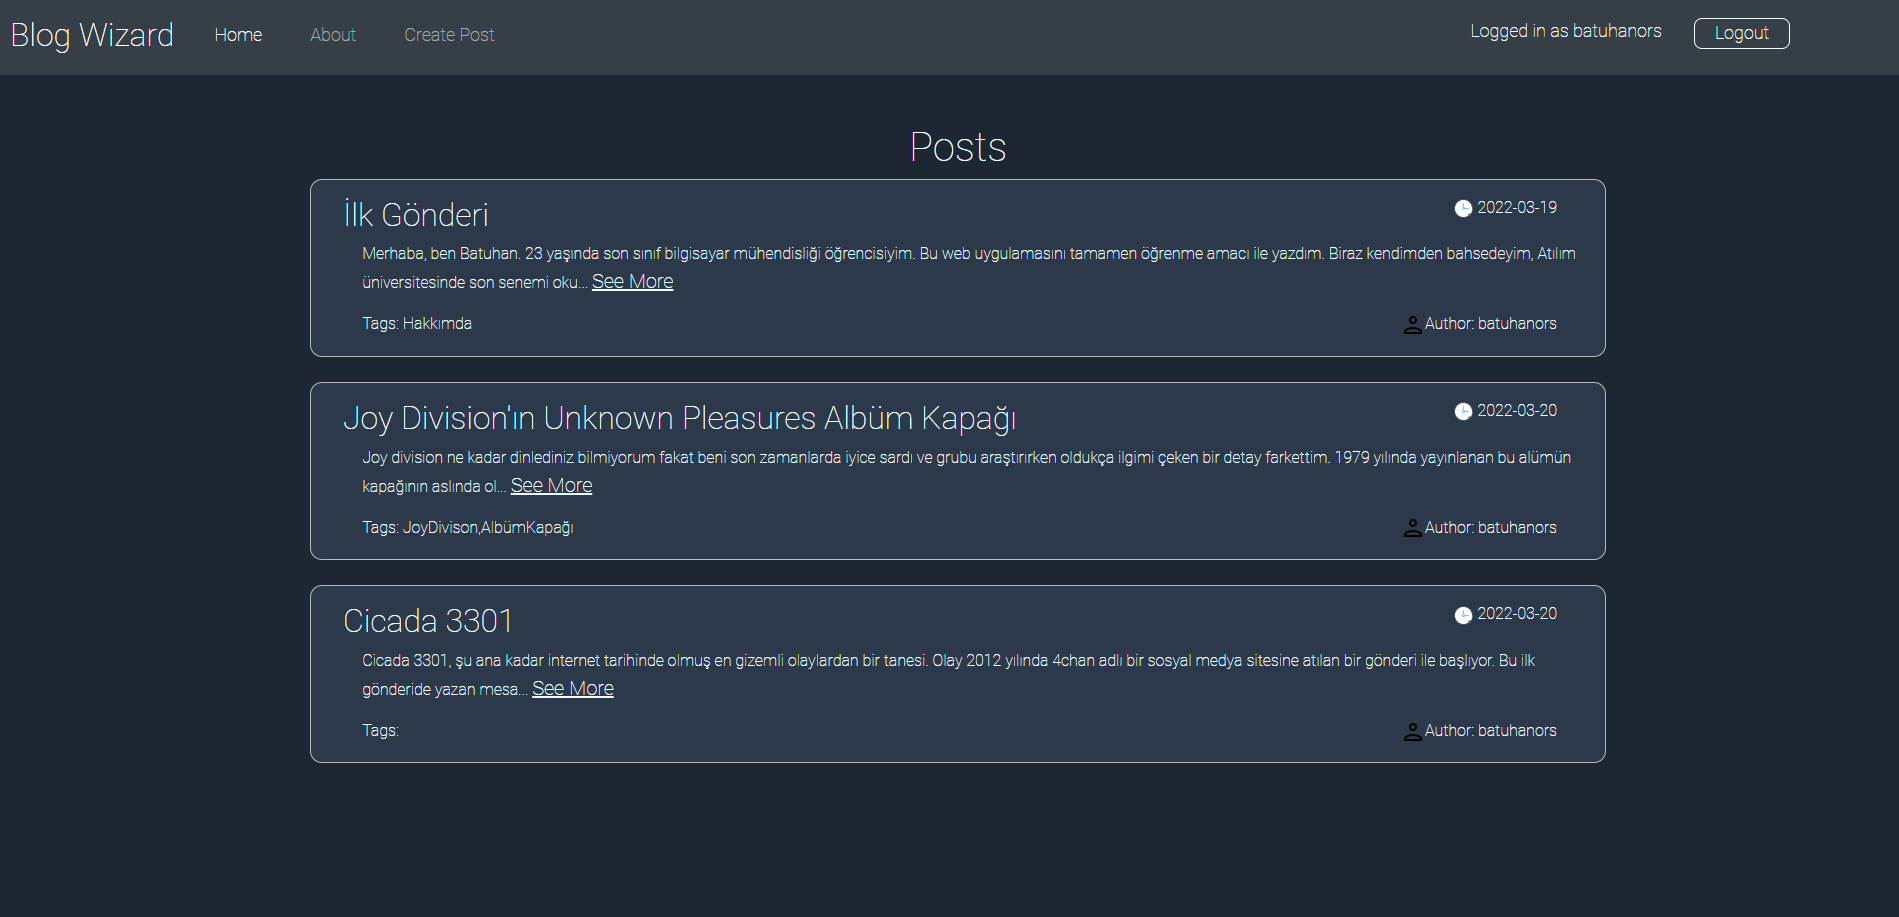 Blog Wizard Home About Create Post Logged in as batuhanors Logout
Posts
İlk Gönderi 2022-03-19
Merhaba, ben Batuhan. 23 yaşında son sınıf bilgisayar mühendisliği öğrencisiyim. Bu web uygulamasını tamamen öğrenme amacı ile yazdım. Biraz kendimden bahsedeyim, Atılım
üniversitesinde son senemi oku... See More
Tags: Hakkımda Author: batuhanors
Joy Division'ın Unknown Pleasures Albüm Kapağı 2022-03-20
Joy division ne kadar dinlediniz bilmiyorum fakat beni son zamanlarda iyice sardı ve grubu araştırırken oldukça ilgimi çeken bir detay farkettim. 1979 yılında yayınlanan bu alümün
kapağının aslında ol... See More
Tags: JoyDivison,AlbümKapağı Author: batuhanors
Cicada 3301 2022-03-20
Cicada 3301, şu ana kadar internet tarihinde olmuş en gizemli olaylardan bir tanesi. Olay 2012 yılında 4chan adlı bir sosyal medya sitesine atılan bir gönderi ile başlıyor. Bu ilk
gönderide yazan mesa... See More
Tags: Author: batuhanors